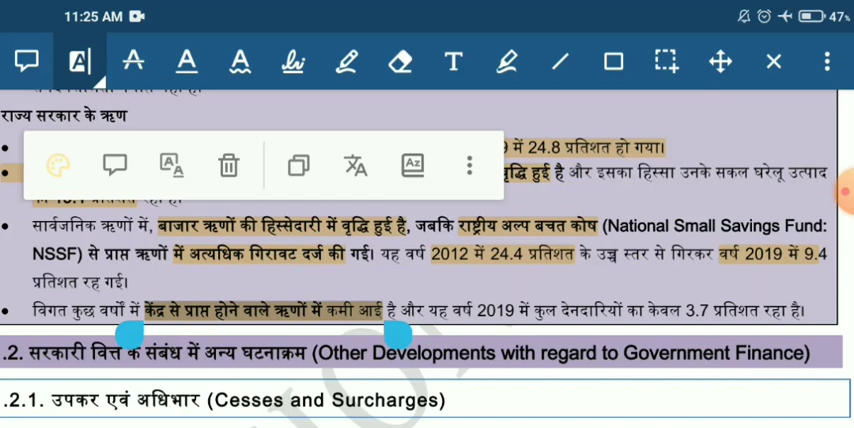 11:25 AM
47%
राज्य सरकार के ऋण
9 में 24.8 प्रतिशत हो गया।
वृद्धि हुई है और इसका हिस्सा उनके सकल घरेलू उत्पाद
• सार्वजनिक ऋणों में, बाजार ऋणों की हिस्सेदारी में वृद्धि हुई है, जबकि राष्ट्रीय अल्प बचत कोष (National Small Savings Fund:
NSSF) से प्राप्त ऋणों में अत्यधिक गिरावट दर्ज की गई। यह वर्ष 2012 में 24.4 प्रतिशत के उच्च स्तर से गिरकर वर्ष 2019 में 9.4
प्रतिशत रह गई।
• विगत कुछ वर्षों में केंद्र से प्राप्त होने वाले ऋणों में कमी आई है और यह वर्ष 2019 में कुल देनदारियों का केवल 3.7 प्रतिशत रहा है।
.2. सरकारी वित्त के संबंध में अन्य घटनाक्रम (Other Developments with regard to Government Finance)
.2.1. उपकर एवं अधिभार (Cesses and Surcharges)